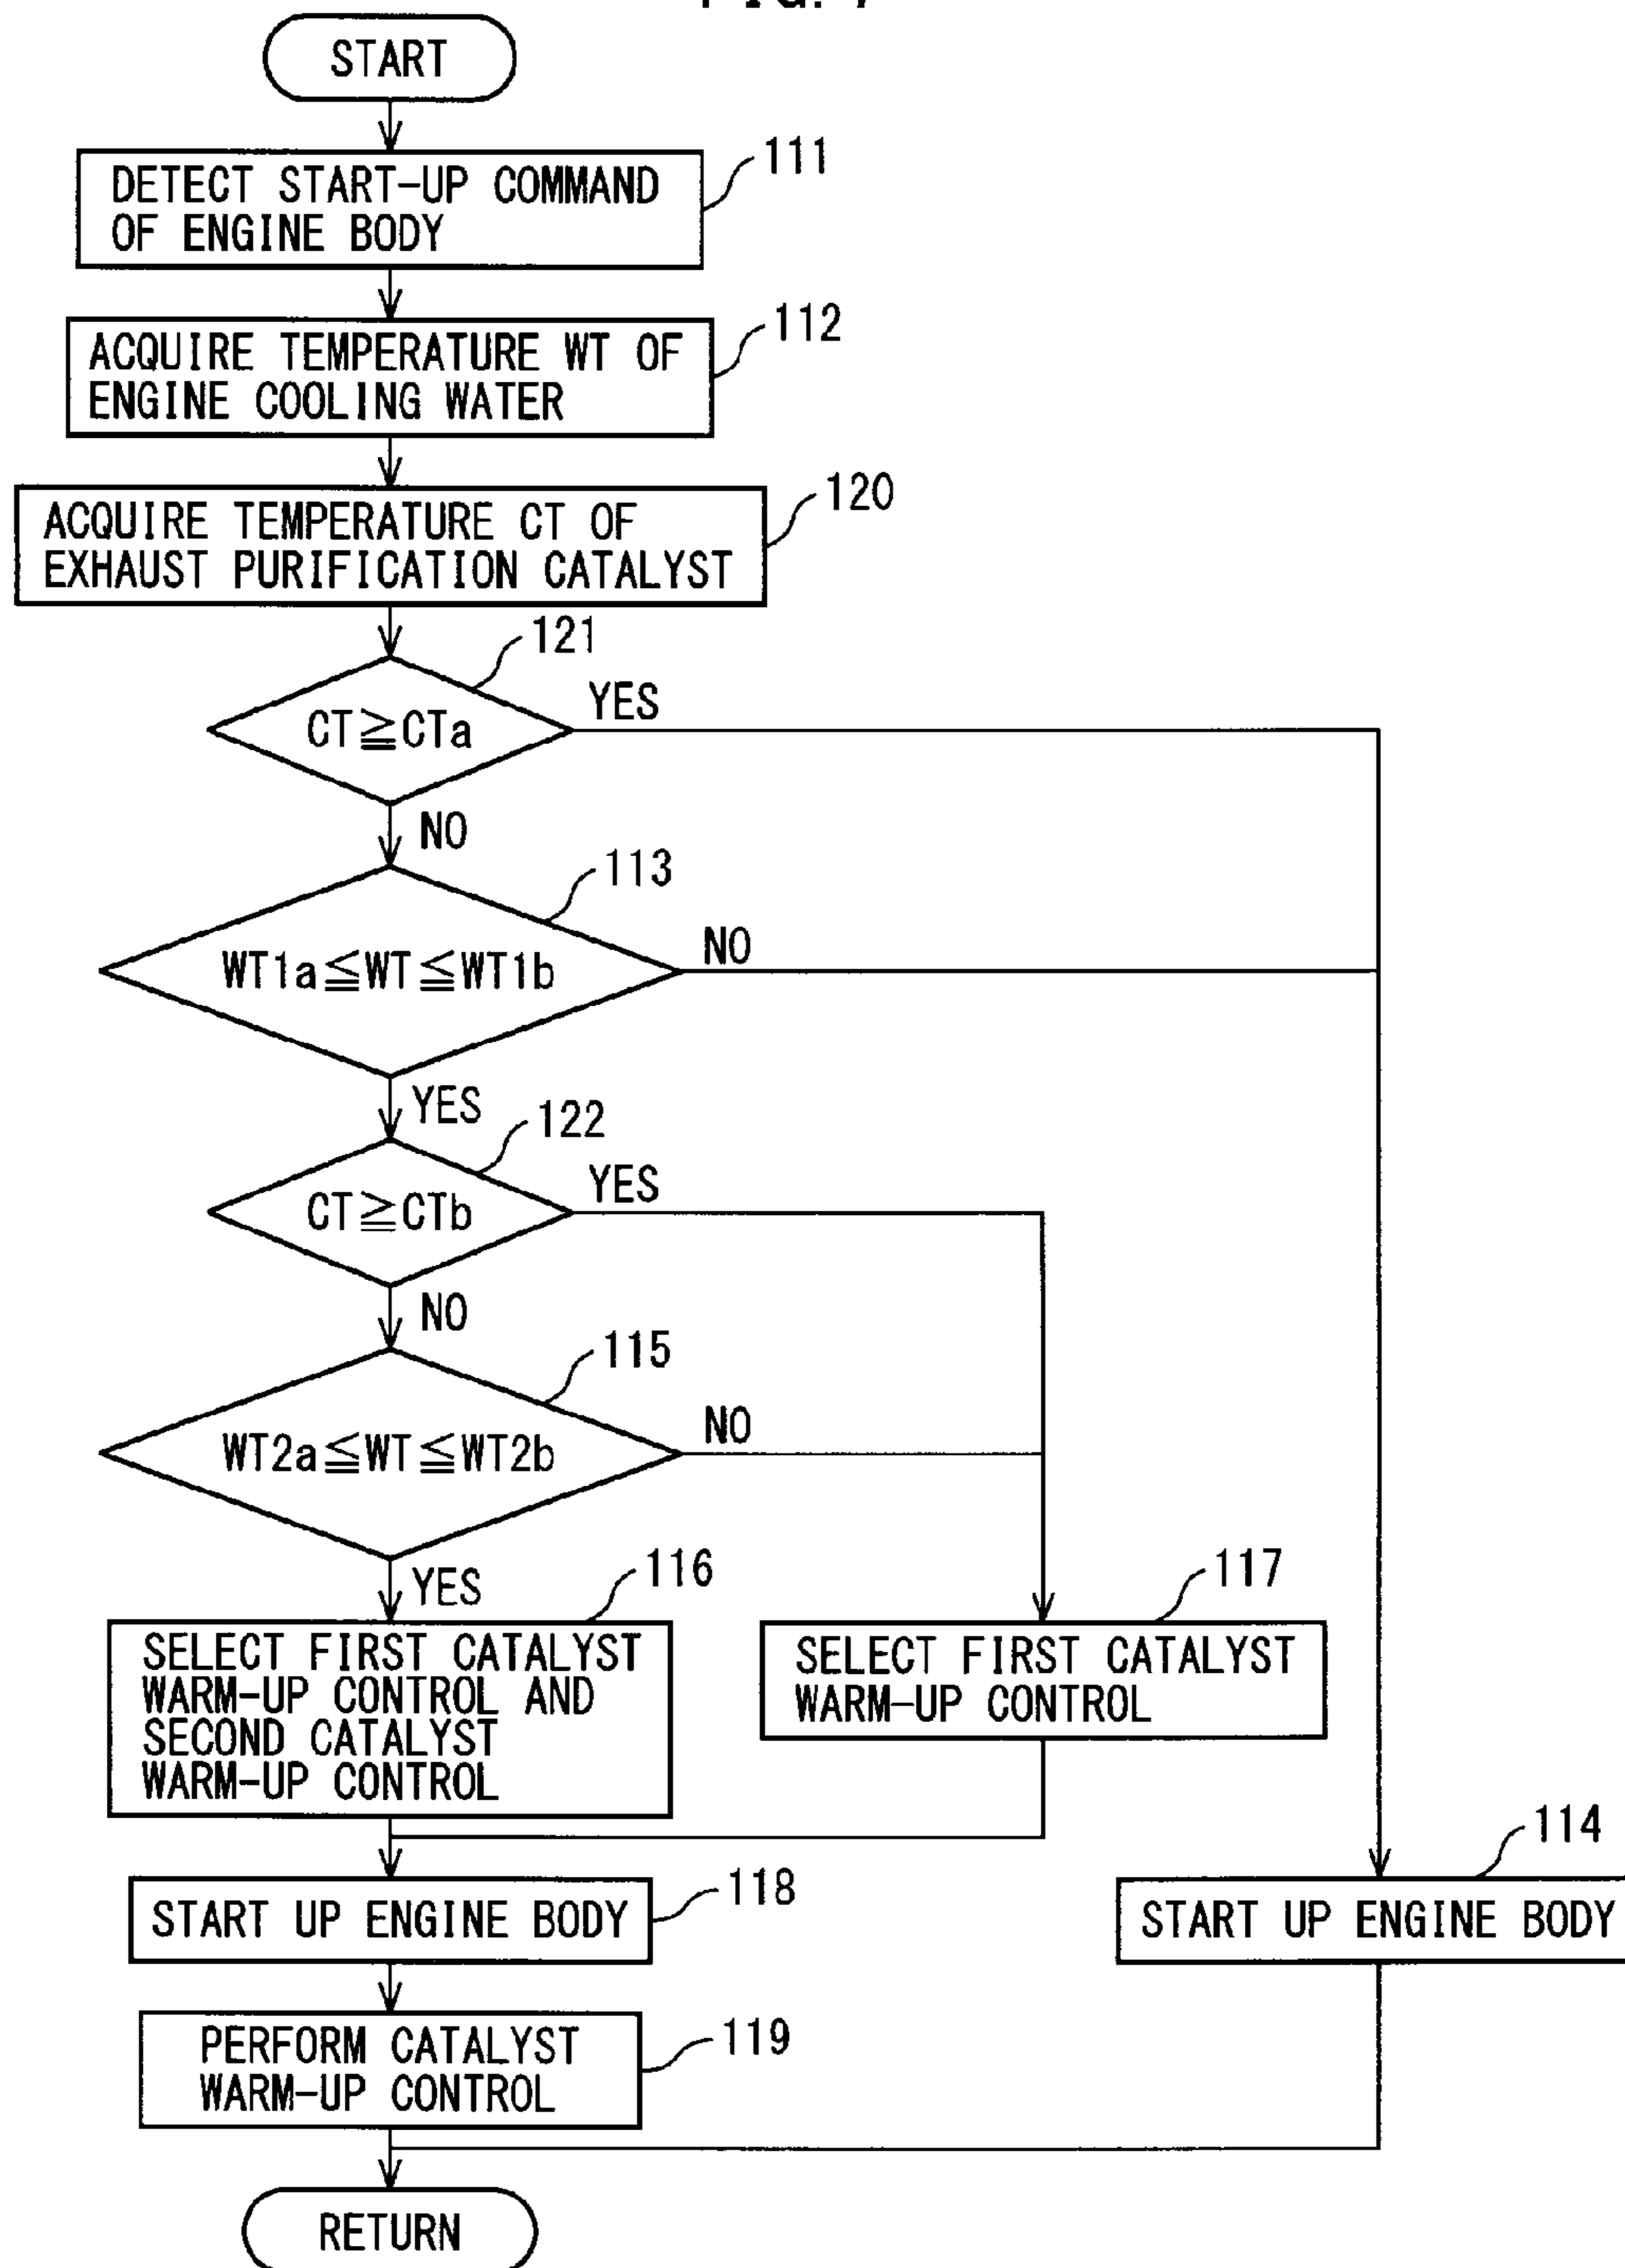 START
DETECT START-UP COMMAND
OF ENGINE BODY
111
ACQUIRE TEMPERATURE WT OF
ENGINE COOLING WATER
112
ACQUIRE TEMPERATURE CT OF
EXHAUST PURIFICATION CATALYST
120
121
CT≧CTa
YES
NO
113
WT1a≦WT≦WT1b
NO
YES
122
CT≧CTb
YES
NO
115
WT2a≦WT≦WT2b
NO
YES
116
SELECT FIRST CATALYST
WARM-UP CONTROL AND
SECOND CATALYST
WARM-UP CONTROL
117
SELECT FIRST CATALYST
WARM-UP CONTROL
118
START UP ENGINE BODY
114
START UP ENGINE BODY
119
PERFORM CATALYST
WARM-UP CONTROL
RETURN